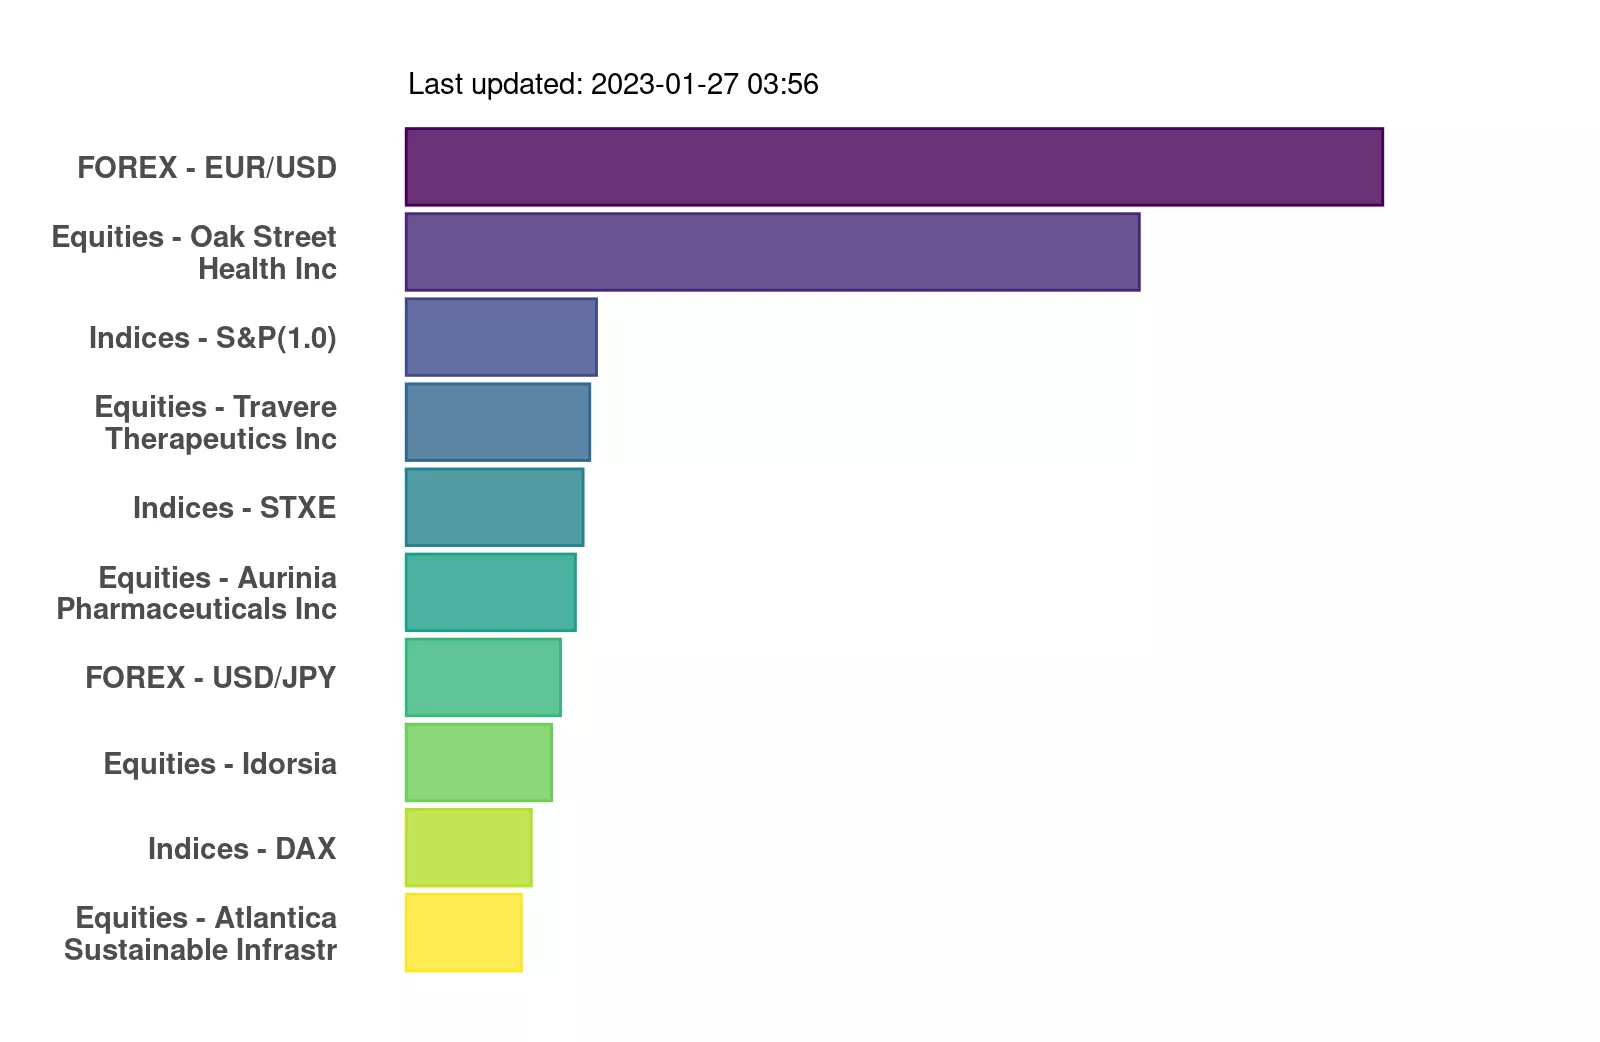 Last updated: 2023-01-27 03:56
FOREX - EUR/USD
Equities - Oak Street
Health Inc
Indices - S&P(1.0)
Equities - Travere
Therapeutics Inc
Indices - STXE
Equities - Aurinia
Pharmaceuticals Inc
FOREX - USD/JPY
Equities - Idorsia
Indices - DAX
Equities - Atlantica
Sustainable Infrastr